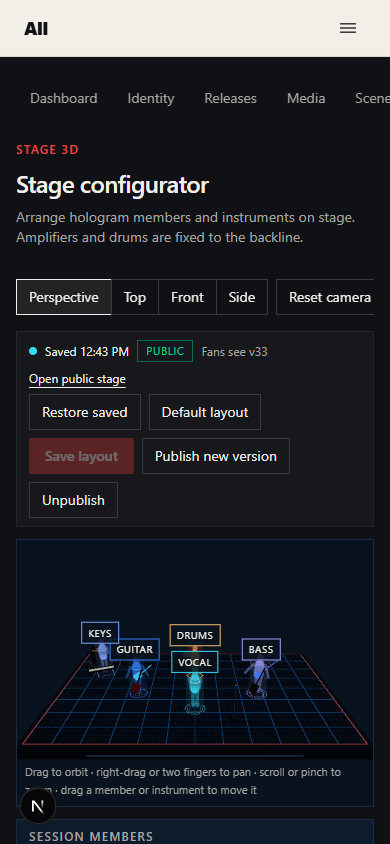 All
Dashboard Identity Releases Media Scene
STAGE 3D
Stage configurator
Arrange hologram members and instruments on stage.
Amplifiers and drums are fixed to the backline.
Perspective Top Front Side Reset camera
Saved 12:43 PM PUBLIC Fans see v33
Open public stage
Restore saved Default layout
Save layout Publish new version
Unpublish
KEYS
GUITAR
DRUMS
VOCAL
BASS
Drag to orbit · right-drag or two fingers to pan · scroll or pinch to
· drag a member or instrument to move it
N
SESSION MEMBERS